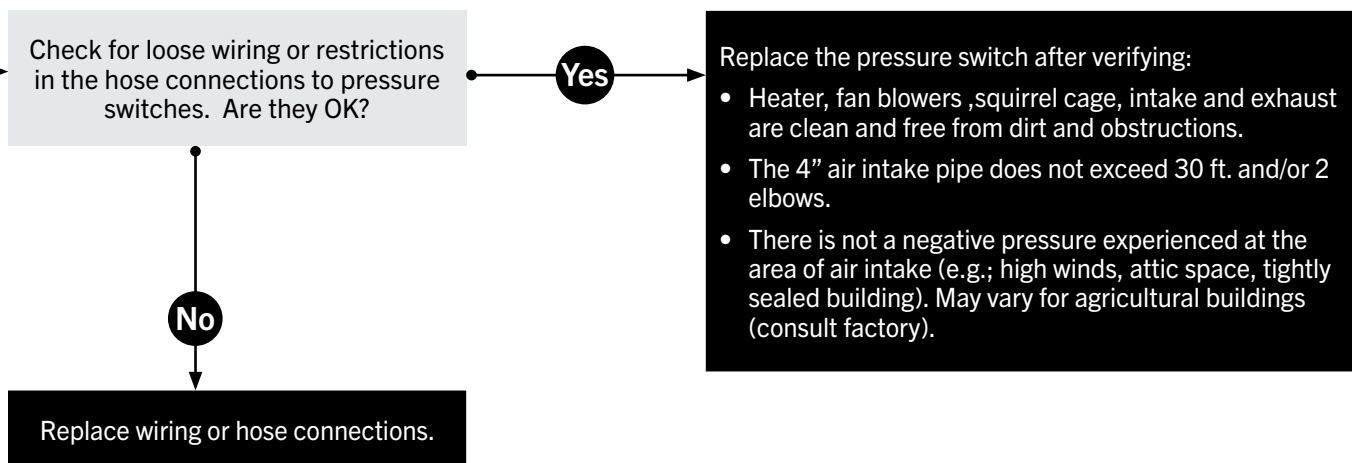 Check for loose wiring or restrictions
in the hose connections to pressure
switches.  Are they OK?
Yes
Replace the pressure switch after verifying:
• Heater, fan blowers ,squirrel cage, intake and exhaust
are clean and free from dirt and obstructions.
• The 4” air intake pipe does not exceed 30 ft. and/or 2
elbows.
• There is not a negative pressure experienced at the
area of air intake (e.g.; high winds, attic space, tightly
sealed building). May vary for agricultural buildings
(consult factory).
No
Replace wiring or hose connections.